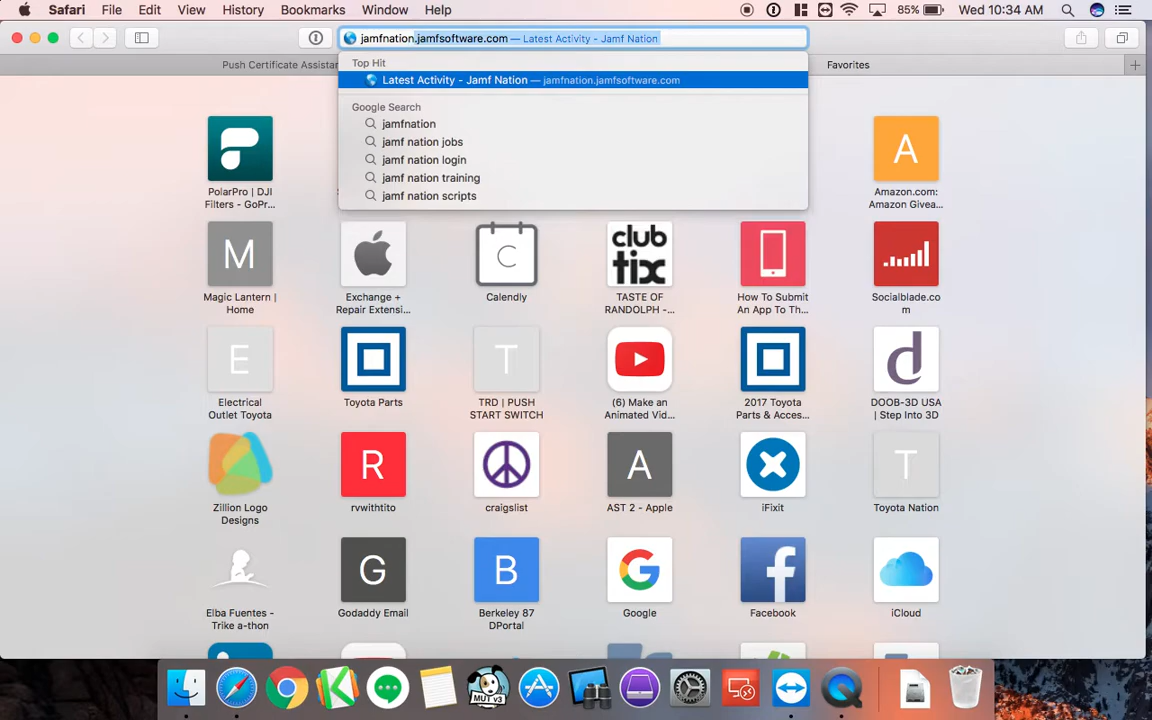 Safari File Edit View History Bookmarks Window Help 85% Wed 10:34 AM
jamfnation.jamfsoftware.com — Latest Activity - Jamf Nation
Push Certificate Assistan
Favorites
Top Hit
Latest Activity - Jamf Nation — jamfnation.jamfsoftware.com
Google Search
jamfnation
jamf nation jobs
jamf nation login
jamf nation training
jamf nation scripts
PolarPro | DJI
Filters - GoPr...
A
Amazon.com:
Amazon Givea...
M
Magic Lantern |
Home
Exchange +
Repair Extensi...
C
Calendly
club
tix
TASTE OF
RANDOLPH -...
How To Submit
An App To Th...
Socialblade.co
m
E
Electrical
Outlet Toyota
Toyota Parts
T
TRD | PUSH
START SWITCH
(6) Make an
Animated Vid...
2017 Toyota
Parts & Acces...
d
DOOB-3D USA
| Step Into 3D
Zillion Logo
Designs
R
rvwithtito
craigslist
A
AST 2 - Apple
iFixit
T
Toyota Nation
Elba Fuentes -
Trike a-thon
G
Godaddy Email
B
Berkeley 87
DPortal
G
Google
f
Facebook
iCloud
MUT v3